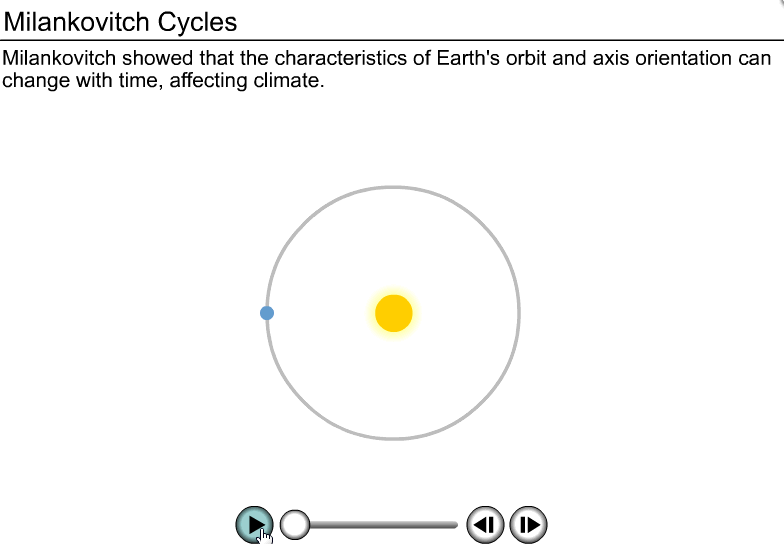 Milankovitch Cycles
Milankovitch showed that the characteristics of Earth's orbit and axis orientation can
change with time, affecting climate.